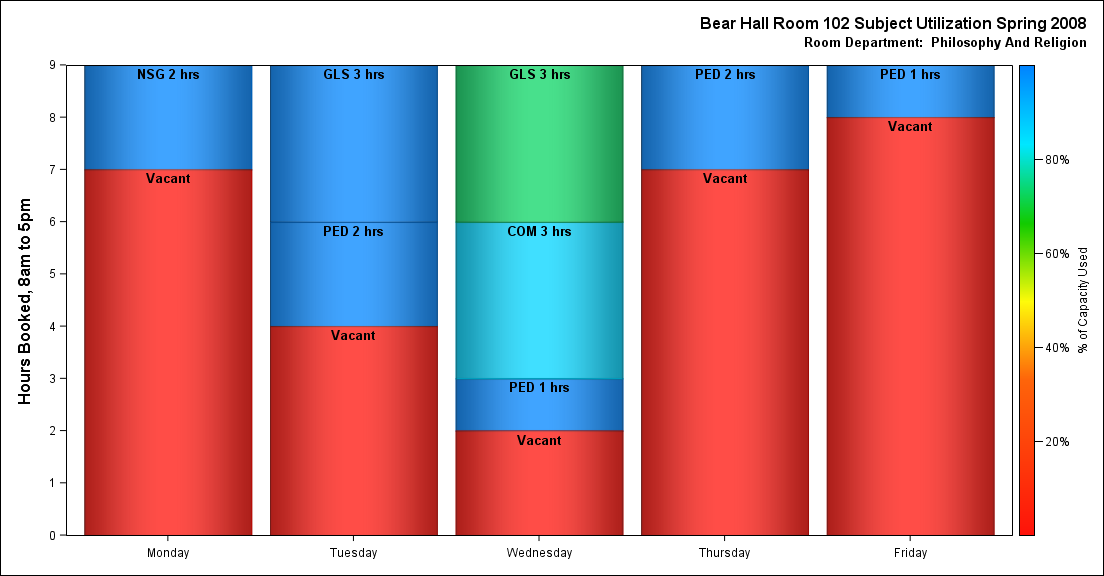 Bear Hall Room 102 Subject Utilization Spring 2008
Room Department: Philosophy And Religion
Hours Booked, 8am to 5pm
9
8
7
6
5
4
3
2
1
0
NSG 2 hrs
Vacant
GLS 3 hrs
PED 2 hrs
Vacant
GLS 3 hrs
COM 3 hrs
PED 1 hrs
Vacant
PED 2 hrs
Vacant
PED 1 hrs
Vacant
Monday
Tuesday
Wednesday
Thursday
Friday
80%
60%
40%
20%
% of Capacity Used